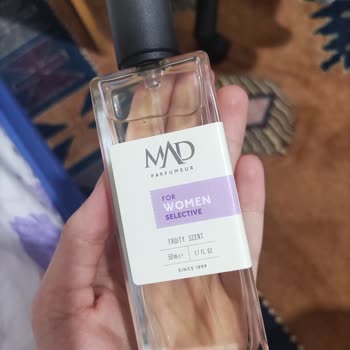 MAD
PARFUMEUR
FOR
WOMEN
SELECTIVE
FRUITY SCENT
50ML℮ 1.7 FL OZ.
SINCE 1999